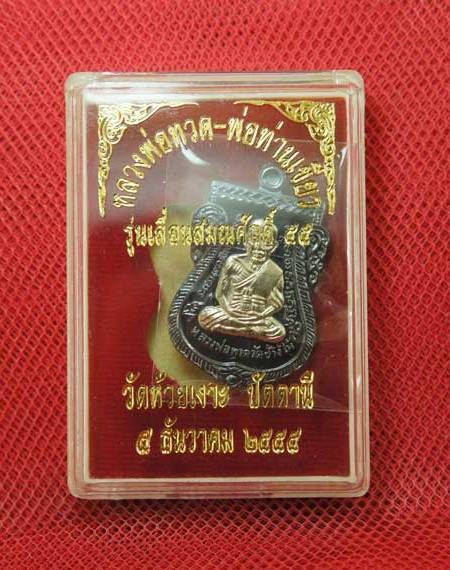 หลวงพ่อทวด-พ่อท่านเขียว
รุ่นเลื่อนสมณศักดิ์ ๕๕
วัดห้วยเงาะ ปัตตานี
๕ ธันวาคม ๒๕๕๕